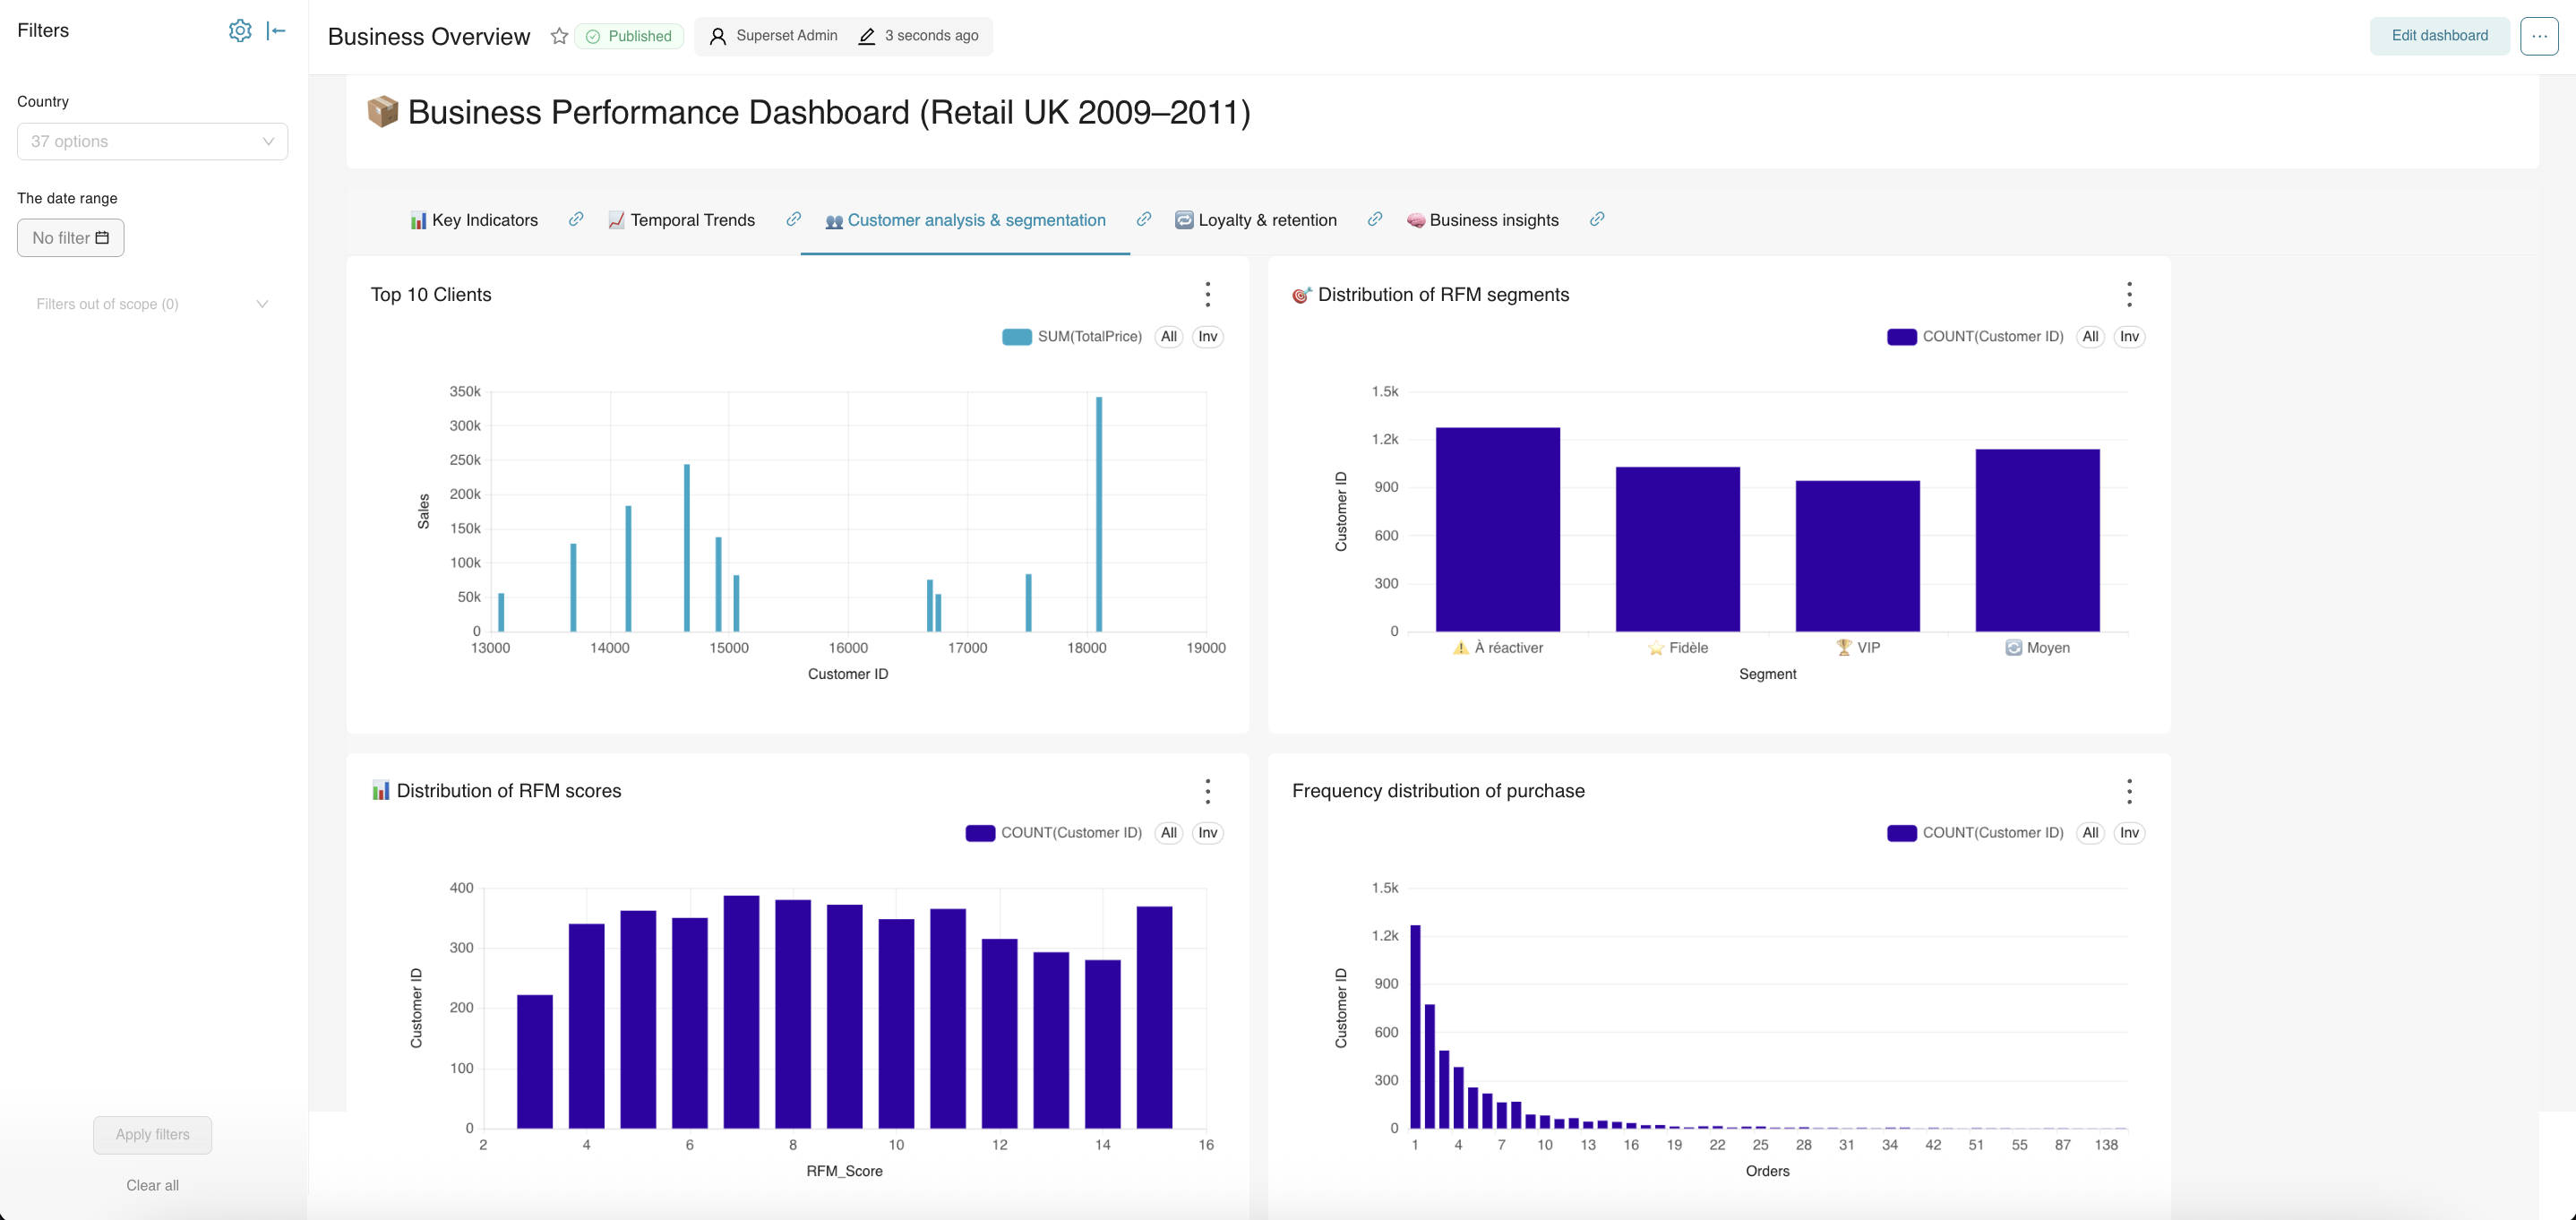 Filters
Country
37 options
The date range
No filter
Filters out of scope (0)
Apply filters
Clear all
Business Overview
Published
Superset Admin
3 seconds ago
Edit dashboard
Business Performance Dashboard (Retail UK 2009–2011)
Key Indicators
Temporal Trends
Customer analysis & segmentation
Loyalty & retention
Business insights
Top 10 Clients
SUM(TotalPrice) All Inv
Sales
350k
300k
250k
200k
150k
100k
50k
0
13000 14000 15000 16000 17000 18000 19000
Customer ID
Distribution of RFM segments
COUNT(Customer ID) All Inv
Customer ID
1.5k
1.2k
900
600
300
0
À réactiver Fidèle VIP Moyen
Segment
Distribution of RFM scores
COUNT(Customer ID) All Inv
Customer ID
400
300
200
100
0
2 4 6 8 10 12 14 16
RFM_Score
Frequency distribution of purchase
COUNT(Customer ID) All Inv
Customer ID
1.5k
1.2k
900
600
300
0
1 4 7 10 13 16 19 22 25 28 31 34 42 51 55 87 138
Orders